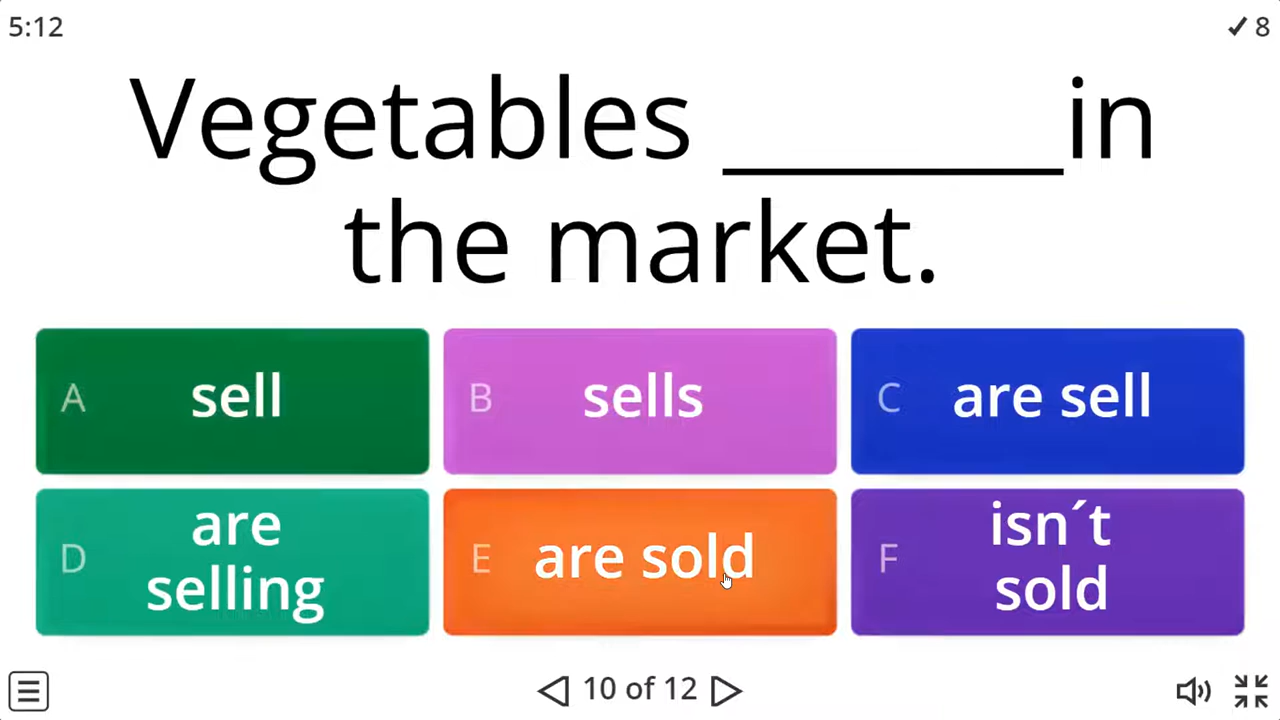 5:12
✓ 8
Vegetables ________in
the market.
A sell
B sells
C are sell
D are
selling
E are sold
F isn´t
sold
10 of 12